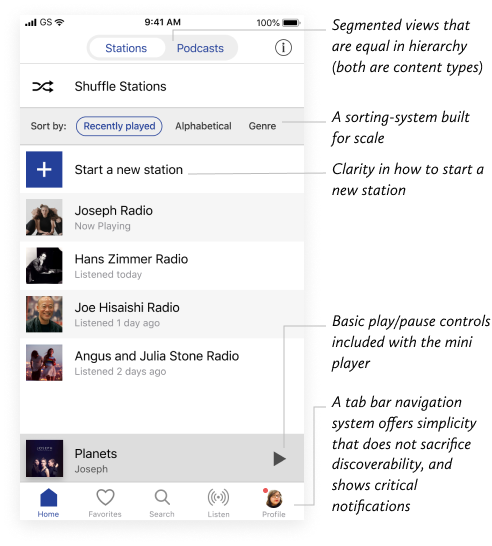 GS 9:41 AM 100%
Stations Podcasts
Shuffle Stations
Sort by: Recently played Alphabetical Genre
Start a new station
Joseph Radio
Now Playing
Hans Zimmer Radio
Listened today
Joe Hisaishi Radio
Listened 1 day ago
Angus and Julia Stone Radio
Listened 2 days ago
Planets
Joseph
Home Favorites Search Listen Profile
Segmented views that
are equal in hierarchy
(both are content types)
A sorting-system built
for scale
Clarity in how to start a
new station
Basic play/pause controls
included with the mini
player
A tab bar navigation
system offers simplicity
that does not sacrifice
discoverability, and
shows critical
notifications